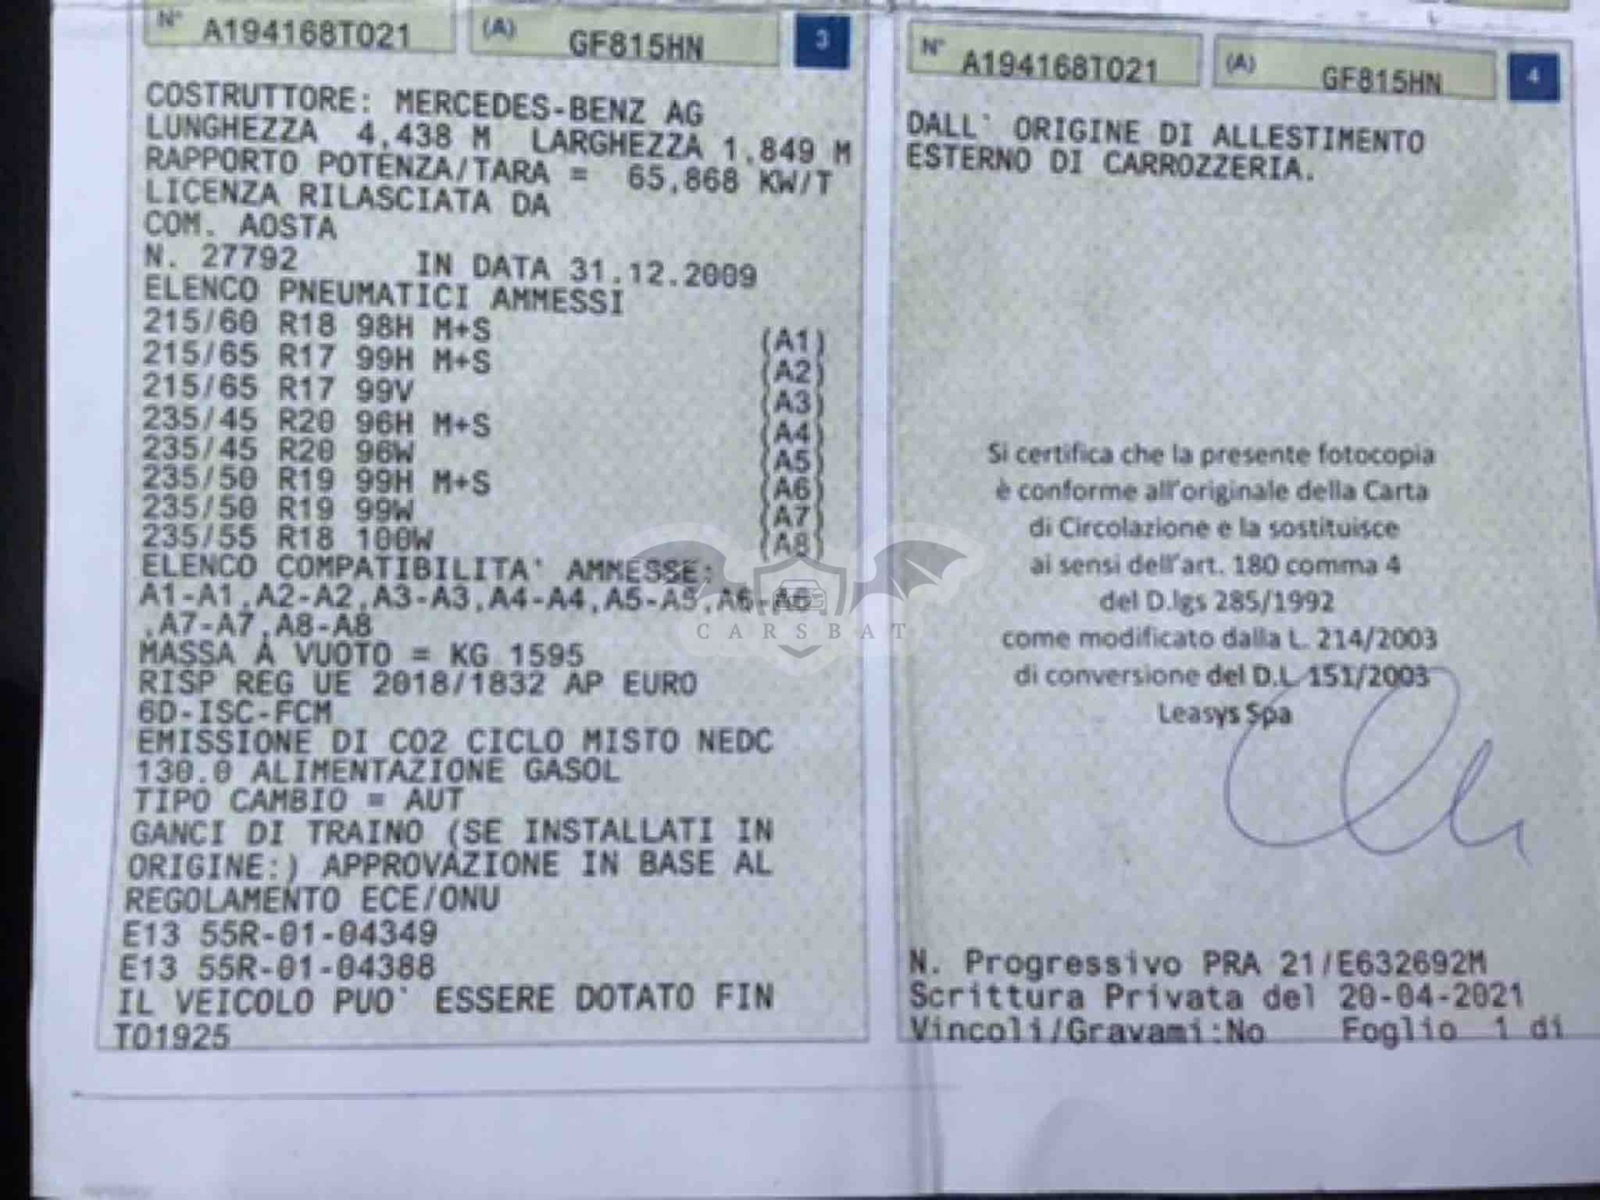 N° A194168T021 (A) GF815HN 3
COSTRUTTORE: MERCEDES-BENZ AG
LUNGHEZZA 4,438 M LARGHEZZA 1,849 M
RAPPORTO POTENZA/TARA = 65,868 KW/T
LICENZA RILASCIATA DA
COM. AOSTA
N. 27792 IN DATA 31.12.2009
ELENCO PNEUMATICI AMMESSI
215/60 R18 98H M+S (A1)
215/65 R17 99H M+S (A2)
215/65 R17 99V (A3)
235/45 R20 96H M+S (A4)
235/45 R20 96W (A5)
235/50 R19 99H M+S (A6)
235/50 R19 99W (A7)
235/55 R18 100W (A8)
ELENCO COMPATIBILITA' AMMESSE:
A1-A1,A2-A2,A3-A3,A4-A4,A5-A5,A6-A6
,A7-A7,A8-A8
MASSA A VUOTO = KG 1595
RISP REG UE 2018/1832 AP EURO
6D-ISC-FCM
EMISSIONE DI CO2 CICLO MISTO NEDC
130.0 ALIMENTAZIONE GASOL
TIPO CAMBIO = AUT
GANCI DI TRAINO (SE INSTALLATI IN
ORIGINE:) APPROVAZIONE IN BASE AL
REGOLAMENTO ECE/ONU
E13 55R-01-04349
E13 55R-01-04388
IL VEICOLO PUO' ESSERE DOTATO FIN
TO1925
N° A194168T021 (A) GF815HN 4
DALL' ORIGINE DI ALLESTIMENTO
ESTERNO DI CARROZZERIA.
Si certifica che la presente fotocopia
è conforme all'originale della Carta
di Circolazione e la sostituisce
ai sensi dell'art. 180 comma 4
del D.lgs 285/1992
come modificato dalla L. 214/2003
di conversione del D.L 151/2003
Leasys Spa
N. Progressivo PRA 21/E632692M
Scrittura Privata del 20-04-2021
Vincoli/Gravami:No Foglio 1 di
CARSBAT